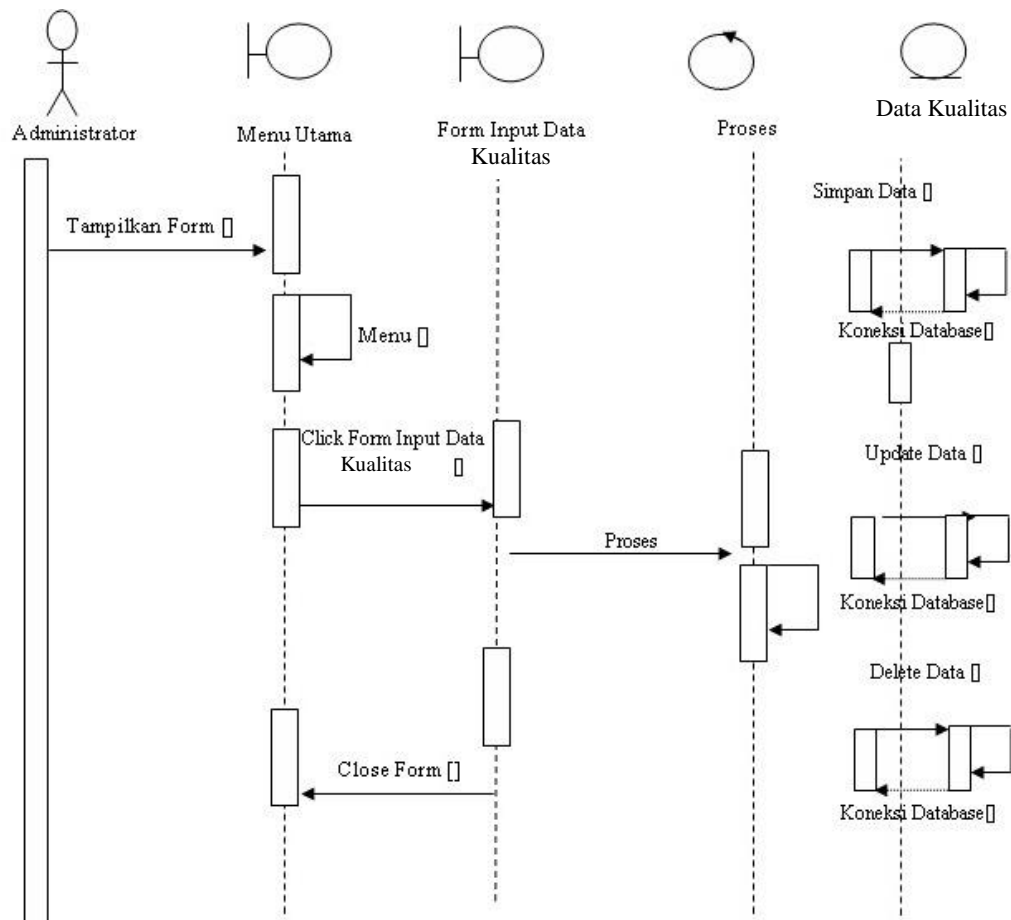 Administrator
Menu Utama
Form Input Data
Kualitas
Proses
Data Kualitas
Simpan Data []
Tampilkan Form []
Koneksi Database[]
Menu []
Click Form Input Data
Kualitas []
Update Data []
Proses
Koneksi Database[]
Delete Data []
Close Form []
Koneksi Database[]